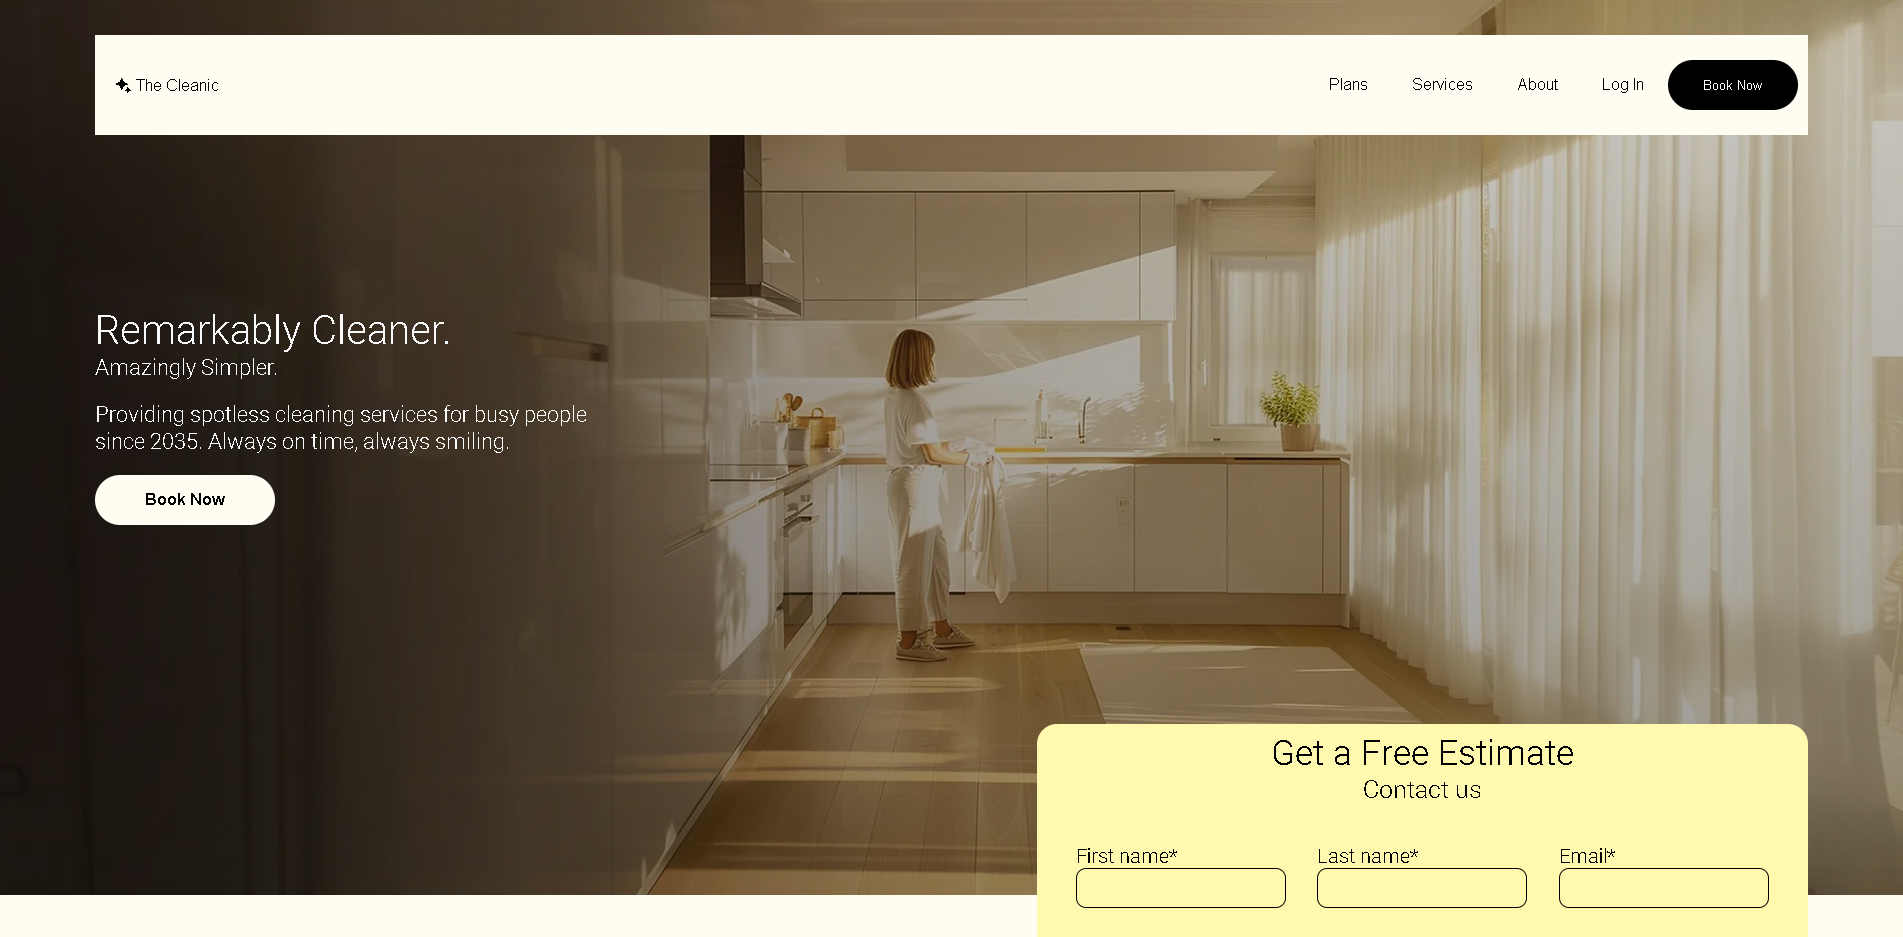 The Cleanic
Plans
Services
About
Log In
Book Now
Remarkably Cleaner.
Amazingly Simpler.
Providing spotless cleaning services for busy people
since 2035. Always on time, always smiling.
Book Now
Get a Free Estimate
Contact us
First name*
Last name*
Email*